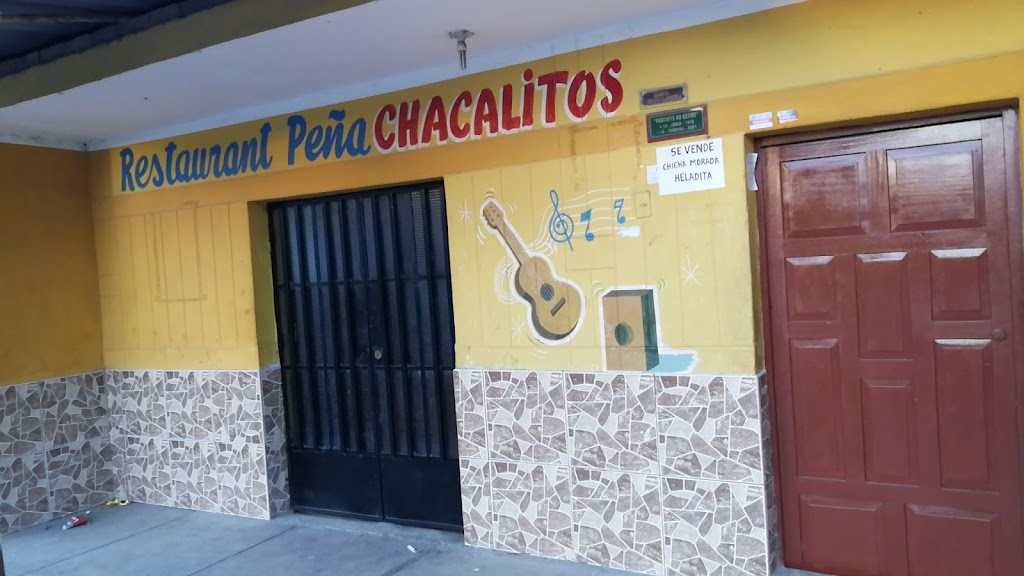 Restaurant Peña CHACALiTOS
SE VENDE
CHICHA MORADA
HELADITA